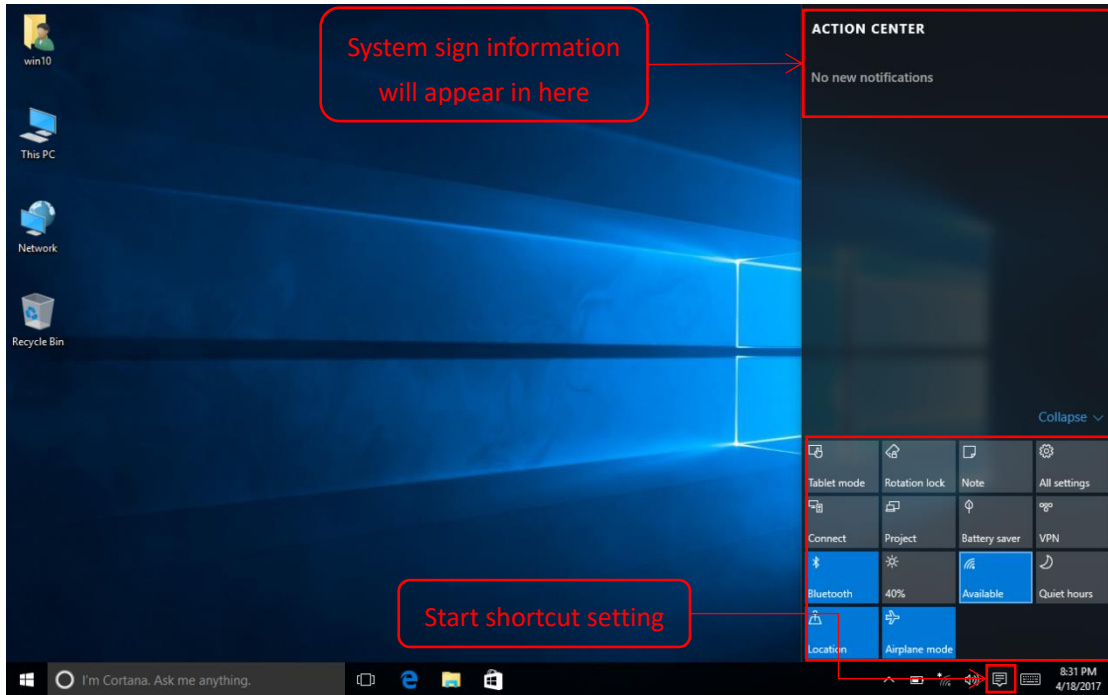 win10
This PC
Network
Recycle Bin
System sign information
will appear in here
ACTION CENTER
No new notifications
Collapse
Tablet mode
Rotation lock
Note
All settings
Connect
Project
Battery saver
VPN
Bluetooth
40%
Available
Quiet hours
Location
Airplane mode
Start shortcut setting
I'm Cortana. Ask me anything.
8:31 PM
4/18/2017